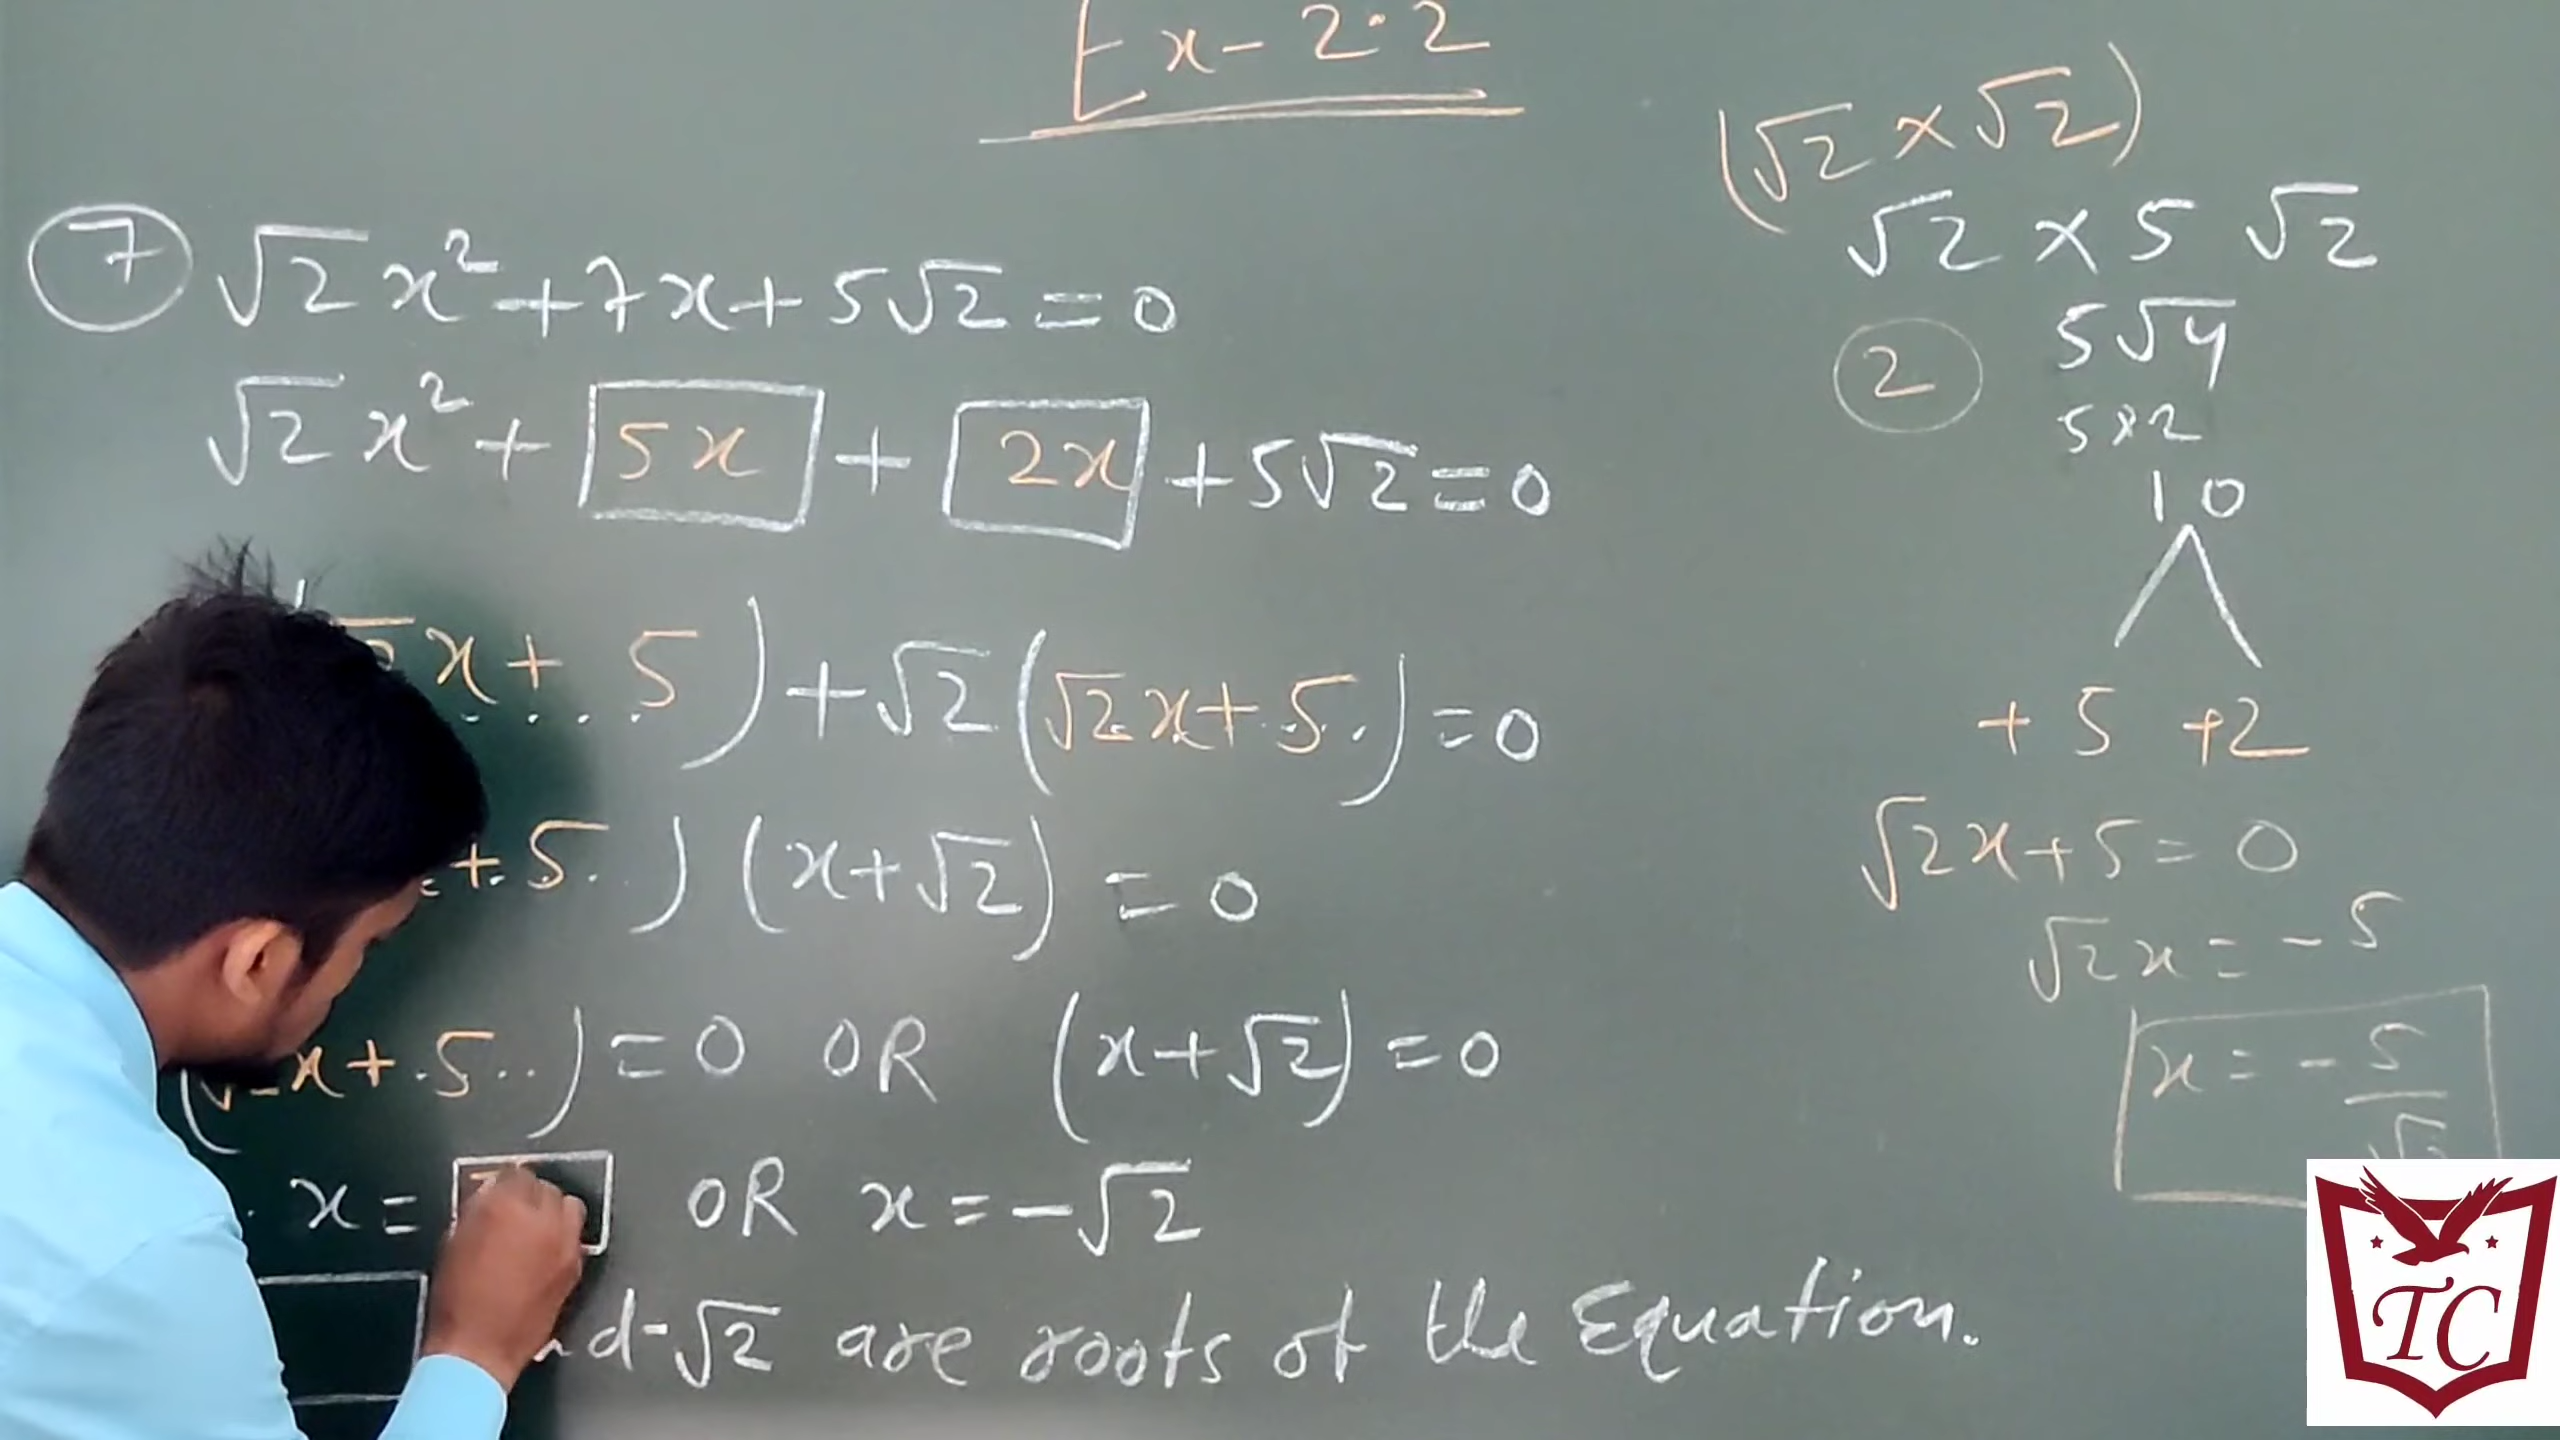 Ex-2.2
7 √2x²+7x+5√2=0
√2x²+ 5x + 2x +5√2=0
x+ 5)+√2(√2x+5..)=0
+5..)(x+√2) = 0
x+.5..)=0 OR (x+√2)=0
x= OR x=-√2
-√2 are roots of the Equation.
(√2×√2)
√2×5√2
2 5√4
5×2
10
+5 +2
√2x+5=0
√2x=-5
x=-5/√
TC